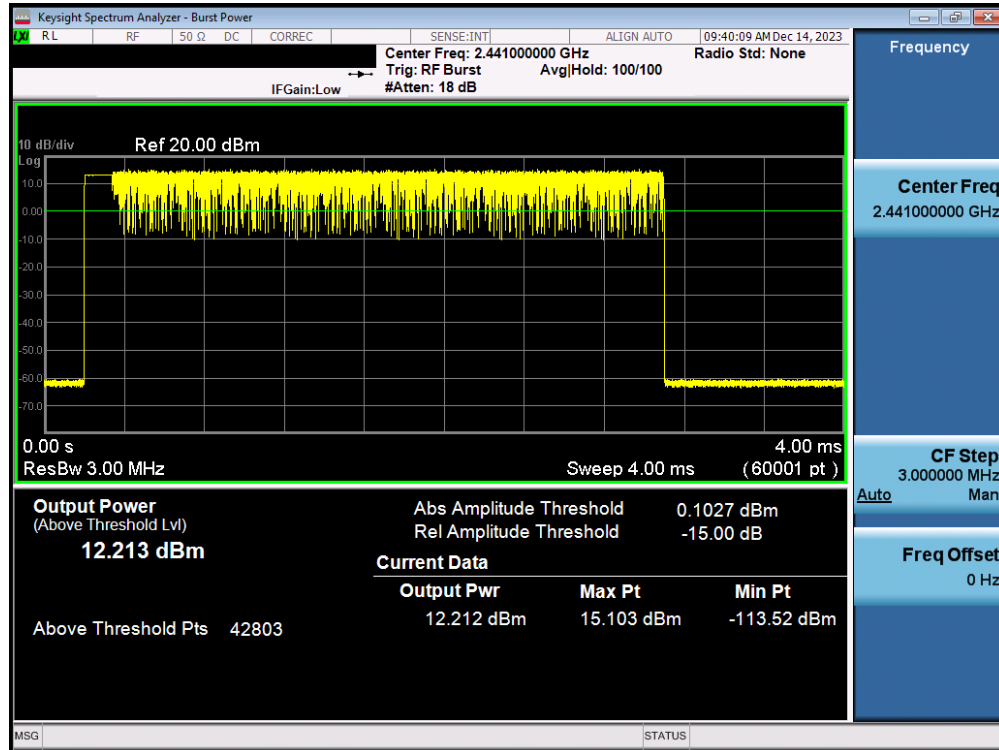 Keysight Spectrum Analyzer - Burst Power
LXI RL RF 50 Ω DC CORREC SENSE:INT ALIGN AUTO 09:40:09 AM Dec 14, 2023
Center Freq: 2.441000000 GHz Radio Std: None
Trig: RF Burst Avg|Hold: 100/100
IFGain:Low #Atten: 18 dB
10 dB/div Ref 20.00 dBm
Log
10.0
0.00
-10.0
-20.0
-30.0
-40.0
-50.0
-60.0
-70.0
0.00 s 4.00 ms
ResBw 3.00 MHz Sweep 4.00 ms (60001 pt )
Output Power
(Above Threshold Lvl)
12.213 dBm
Above Threshold Pts 42803
Abs Amplitude Threshold 0.1027 dBm
Rel Amplitude Threshold -15.00 dB
Current Data
Output Pwr Max Pt Min Pt
12.212 dBm 15.103 dBm -113.52 dBm
Frequency
Center Freq
2.441000000 GHz
CF Step
3.000000 MHz
Auto Man
Freq Offset
0 Hz
MSG STATUS